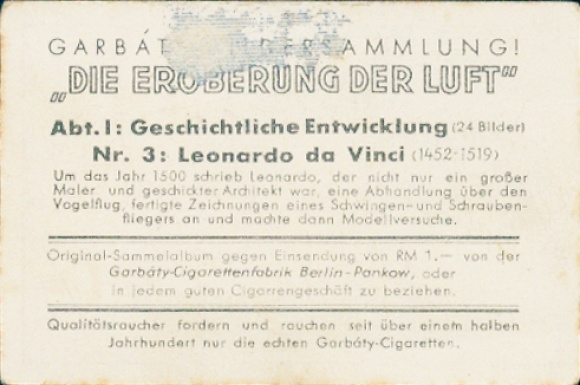 GARBÁT ERSAMMLUNG!
„DIE EROBERUNG DER LUFT“
Abt. I: Geschichtliche Entwicklung (24 Bilder)
Nr. 3: Leonardo da Vinci (1452-1519)
Um das Jahr 1500 schrieb Leonardo, der nicht nur ein großer
Maler und geschickter Architekt war, eine Abhandlung über den
Vogelflug, fertigte Zeichnungen eines Schwingen- und Schrauben-
fliegers an und machte dann Modellversuche.
Original-Sammelalbum gegen Einsendung von RM 1.— von der
Garbáty-Cigarettenfabrik Berlin-Pankow, oder
in jedem guten Cigarrengeschäft zu beziehen.
Qualitätsraucher fordern und rauchen seit über einem halben
Jahrhundert nur die echten Garbáty-Cigaretten.